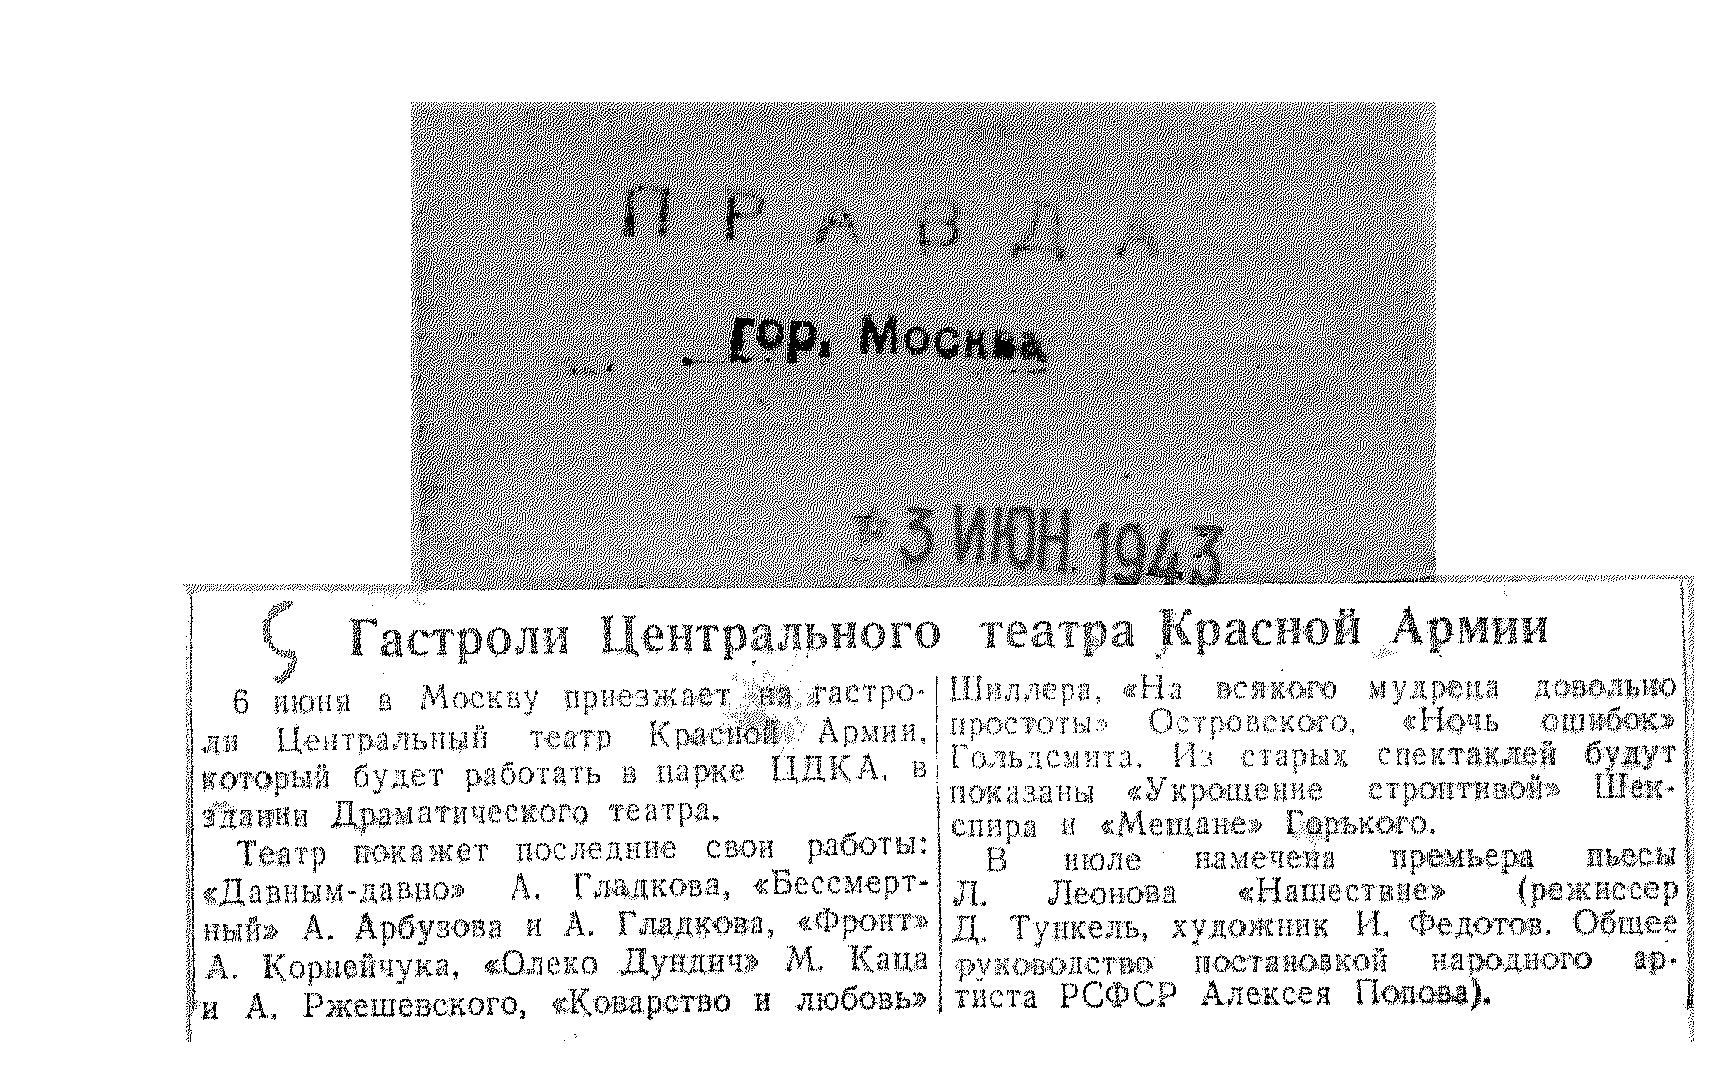 ПРАВДА
Гор. Москва
- 3 ИЮН. 1943
Гастроли Центрального театра Красной Армии
6 июня в Москву приезжает на гастро-
ли Центральный театр Красной Армии,
который будет работать в парке ЦДКА, в
здании Драматического театра.
Театр покажет последние свои работы:
«Давным-давно» А. Гладкова, «Бессмерт-
ный» А. Арбузова и А. Гладкова, «Фронт»
А. Корнейчука, «Олеко Дундич» М. Каца
и А. Ржешевского, «Коварство и любовь»
Шиллера, «На всякого мудреца довольно
простоты» Островского, «Ночь ошибок»
Гольдсмита. Из старых спектаклей будут
показаны «Укрощение строптивой» Шек-
спира и «Мещане» Горького.
В июле намечена премьера пьесы
Л. Леонова «Нашествие» (режиссер
Д. Тункель, художник И. Федотов. Общее
руководство постановкой народного ар-
тиста РСФСР Алексея Попова).